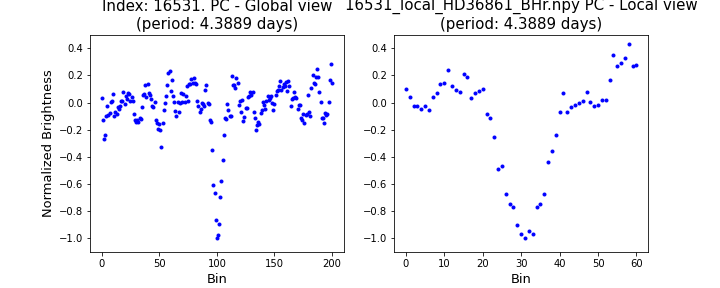 Index: 16531. PC - Global view
(period: 4.3889 days)
16531_local_HD36861_BHr.npy PC - Local view
(period: 4.3889 days)
Normalized Brightness
0.4
0.2
0.0
−0.2
−0.4
−0.6
−0.8
−1.0
0 50 100 150 200
Bin
0.4
0.2
0.0
−0.2
−0.4
−0.6
−0.8
−1.0
0 10 20 30 40 50 60
Bin